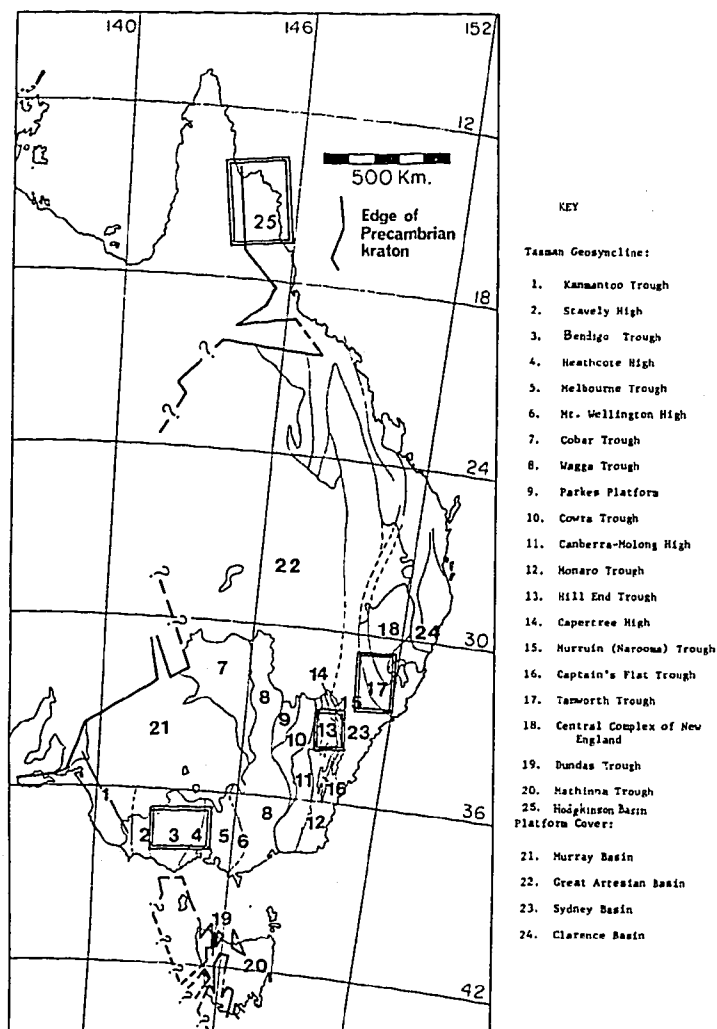 140
146
152
12
500 Km.
Edge of
Precambrian
kraton
25
18
?
?
24
22
?
?
18
24
30
7
8
14
17
15
9
13
23
10
21
11
16
1
36
2
3
4
5
6
8
12
?
?
19
?
20
?
?
42
KEY
Tasman Geosyncline:
1. Kanmantoo Trough
2. Stavely High
3. Bendigo Trough
4. Heathcote High
5. Melbourne Trough
6. Mt. Wellington High
7. Cobar Trough
8. Wagga Trough
9. Parkes Platform
10. Cowra Trough
11. Canberra-Molong High
12. Monaro Trough
13. Hill End Trough
14. Capertree High
15. Murruin (Narooma) Trough
16. Captain's Flat Trough
17. Tamworth Trough
18. Central Complex of New
England
19. Dundas Trough
20. Mathinna Trough
25. Hodgkinson Basin
Platform Cover:
21. Murray Basin
22. Great Artesian Basin
23. Sydney Basin
24. Clarence Basin